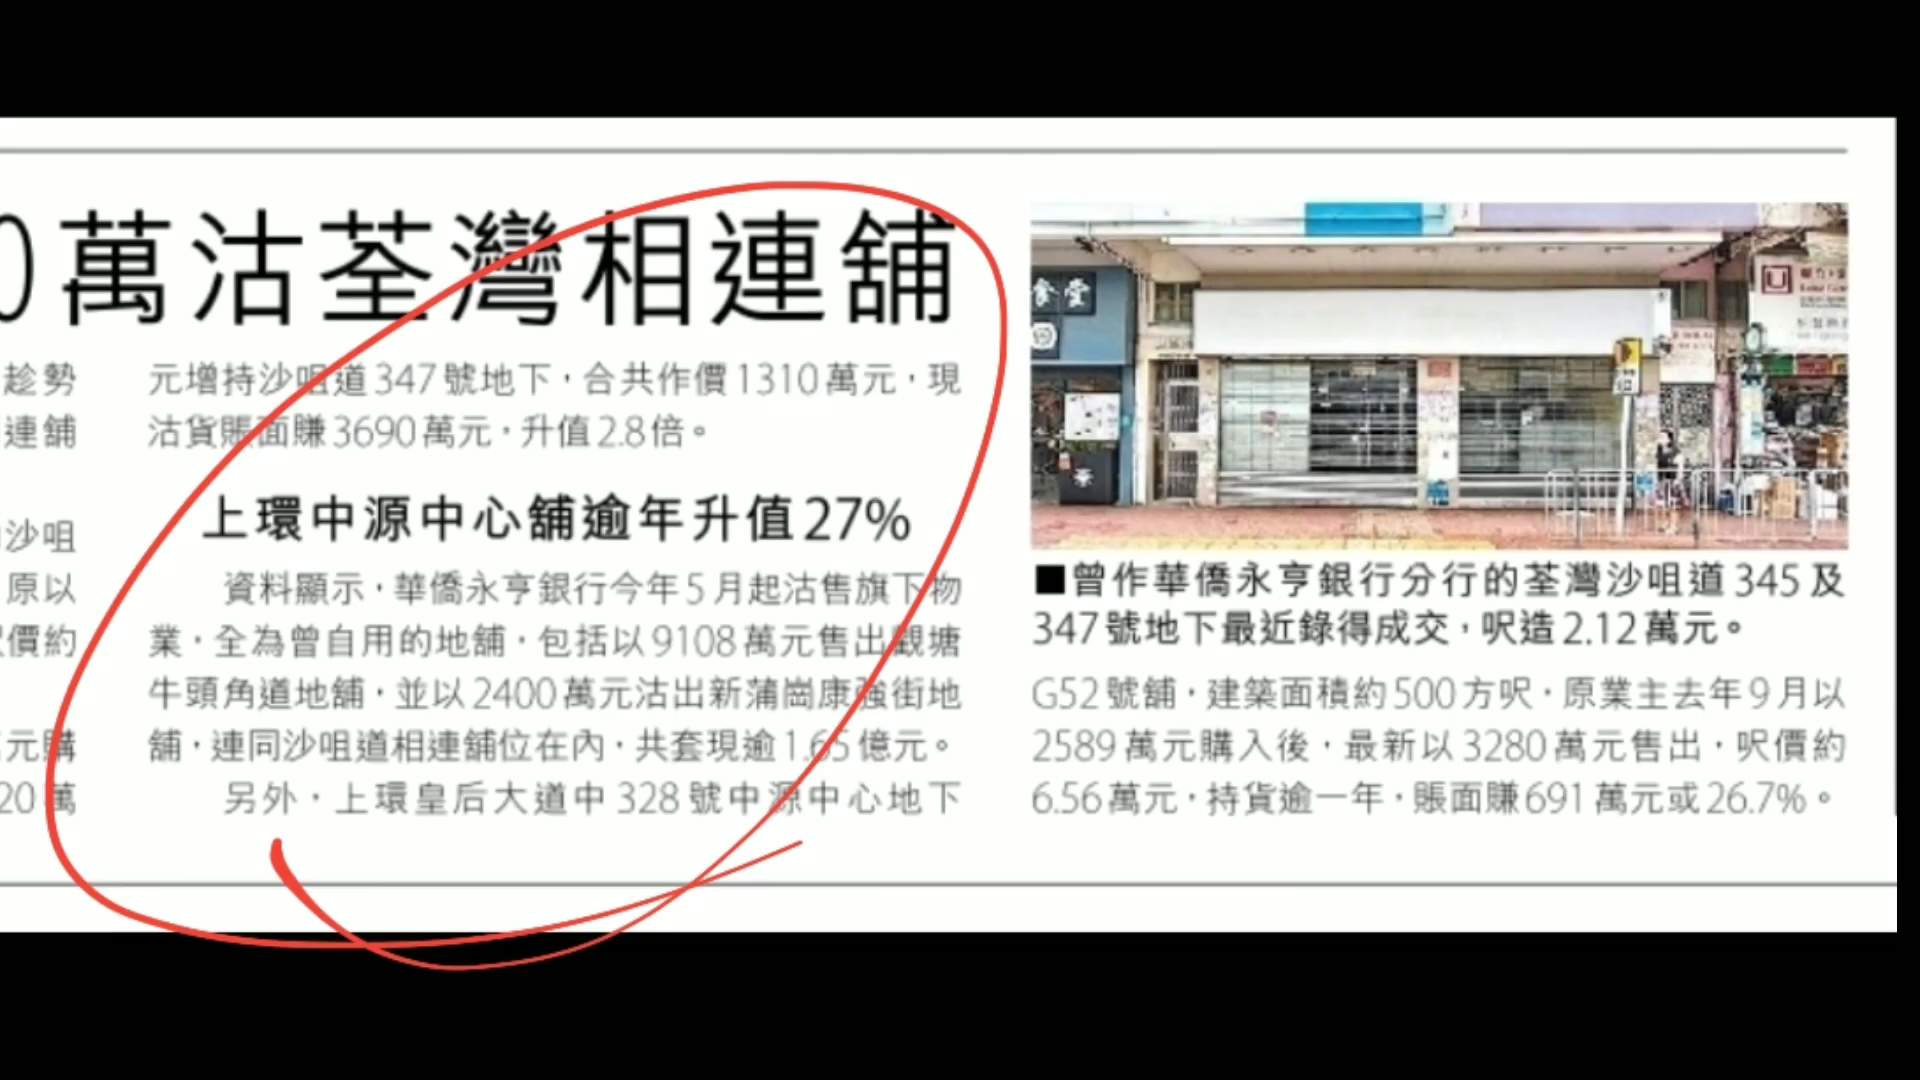 0萬沽荃灣相連舖
趁勢
連舖
沙咀
原以
價約
元購
20萬
元增持沙咀道347號地下，合共作價1310萬元，現
沽貨賬面賺3690萬元，升值2.8倍。
上環中源中心舖逾年升值27%
資料顯示，華僑永亨銀行今年5月起沽售旗下物
業，全為曾自用的地舖，包括以9108萬元售出觀塘
牛頭角道地舖，並以2400萬元沽出新蒲崗康強街地
舖，連同沙咀道相連舖位在內，共套現逾1.65億元。
另外，上環皇后大道中328號中源中心地下
食堂
■曾作華僑永亨銀行分行的荃灣沙咀道345及
347號地下最近錄得成交，呎造2.12萬元。
G52號舖，建築面積約500方呎，原業主去年9月以
2589萬元購入後，最新以3280萬元售出，呎價約
6.56萬元，持貨逾一年，賬面賺691萬元或26.7%。